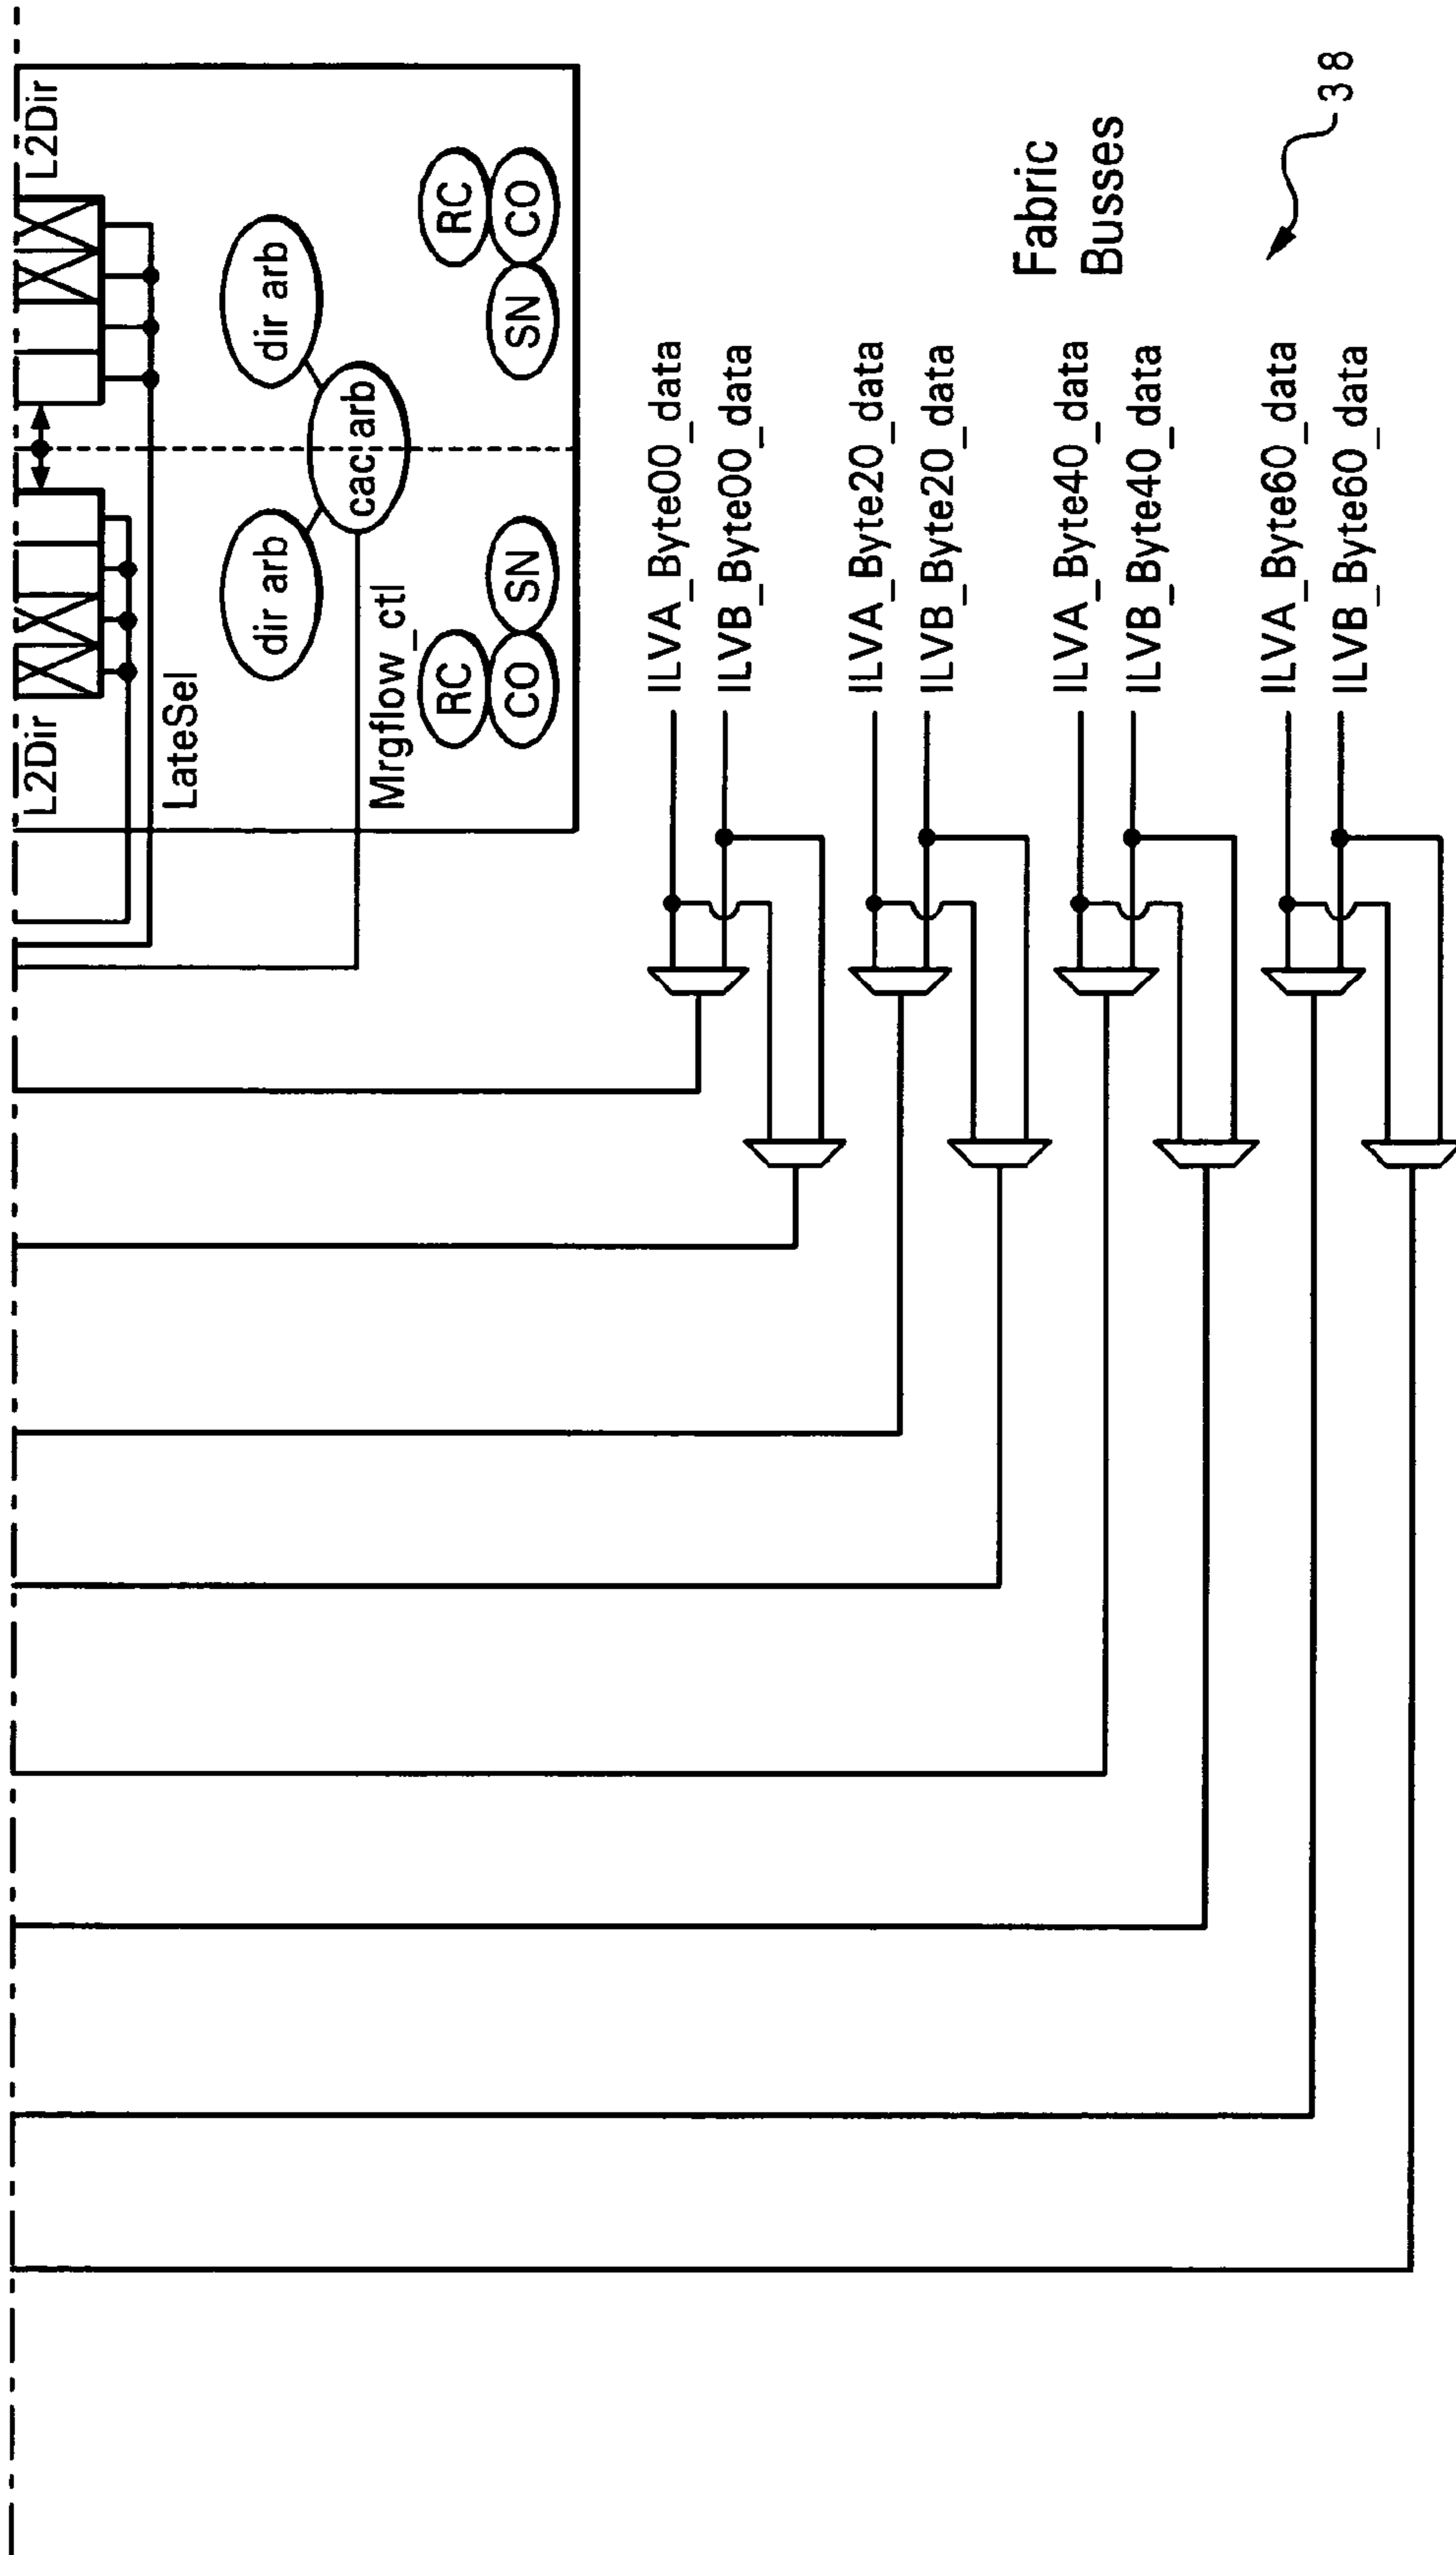 L2Dir
L2Dir
LateSel
dir arb
dir arb
cac arb
Mrgflow_ctl
RC
CO
SN
SN
RC
CO
ILVA_Byte00_data
ILVB_Byte00_data
ILVA_Byte20_data
ILVB_Byte20_data
ILVA_Byte40_data
ILVB_Byte40_data
ILVA_Byte60_data
ILVB_Byte60_data
Fabric
Busses
38